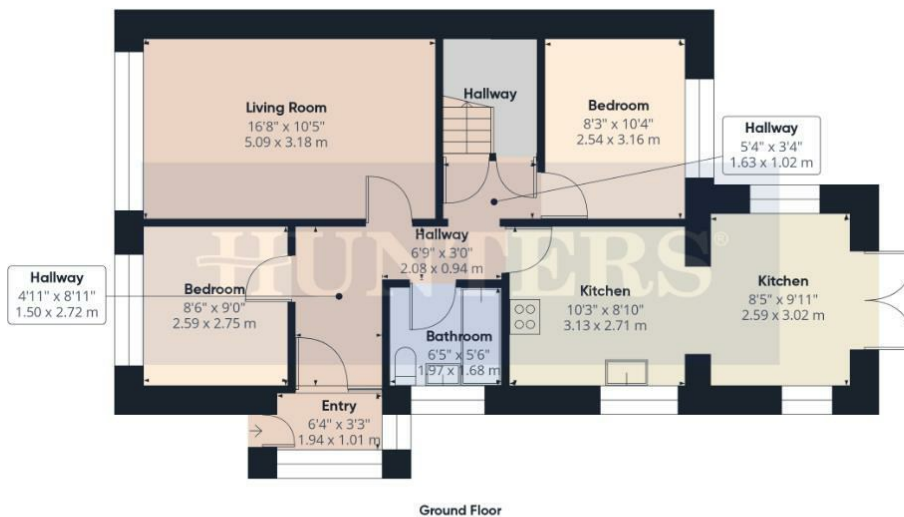 Living Room
16'8" x 10'5"
5.09 x 3.18 m
Hallway
Bedroom
8'3" x 10'4"
2.54 x 3.16 m
Hallway
5'4" x 3'4"
1.63 x 1.02 m
Hallway
6'9" x 3'0"
2.08 x 0.94 m
HUNTERS®
Hallway
4'11" x 8'11"
1.50 x 2.72 m
Bedroom
8'6" x 9'0"
2.59 x 2.75 m
Kitchen
10'3" x 8'10"
3.13 x 2.71 m
Kitchen
8'5" x 9'11"
2.59 x 3.02 m
Bathroom
6'5" x 5'6"
1.97 x 1.68 m
Entry
6'4" x 3'3"
1.94 x 1.01 m
Ground Floor